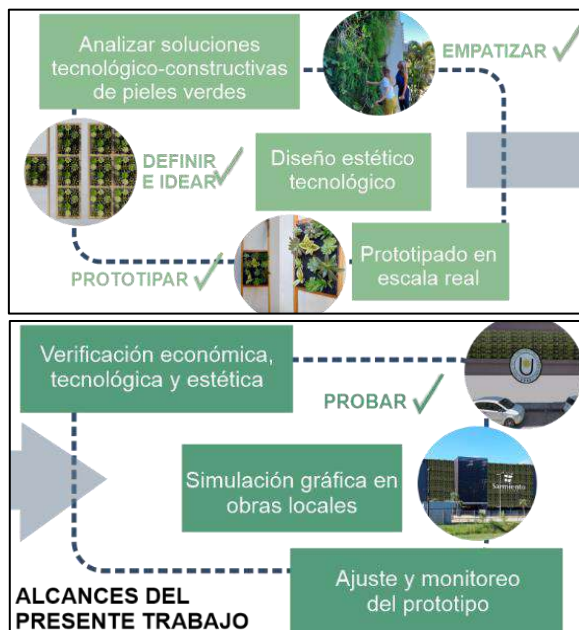 Analizar soluciones
tecnológico-constructivas
de pieles verdes
EMPATIZAR
DEFINIR
E IDEAR
Diseño estético
tecnológico
PROTOTIPAR
Prototipado en
escala real
Verificación económica,
tecnológica y estética
PROBAR
U
Simulación gráfica en
obras locales
Sarmiento
Ajuste y monitoreo
del prototipo
ALCANCES DEL
PRESENTE TRABAJO